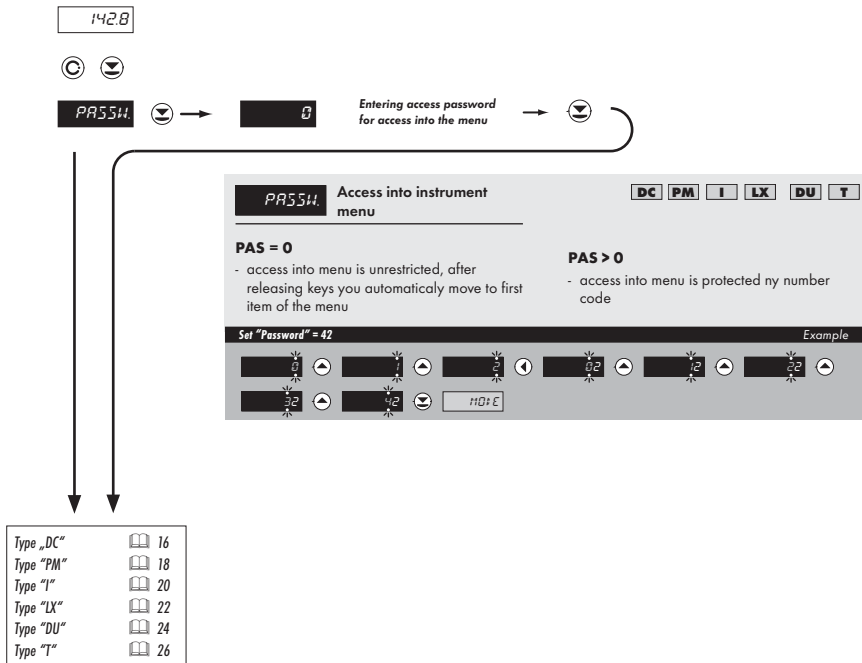 142.8
PASSW.
0
Entering access password
for access into the menu
PASSW.
Access into instrument
menu
DC PM I LX DU T
PAS = 0
- access into menu is unrestricted, after
releasing keys you automaticaly move to first
item of the menu
PAS > 0
- access into menu is protected ny number
code
Set "Password" = 42
Example
0 1 2 02 12 22
32 42
Type „DC“ 16
Type “PM” 18
Type “I” 20
Type “LX” 22
Type “DU” 24
Type “T” 26